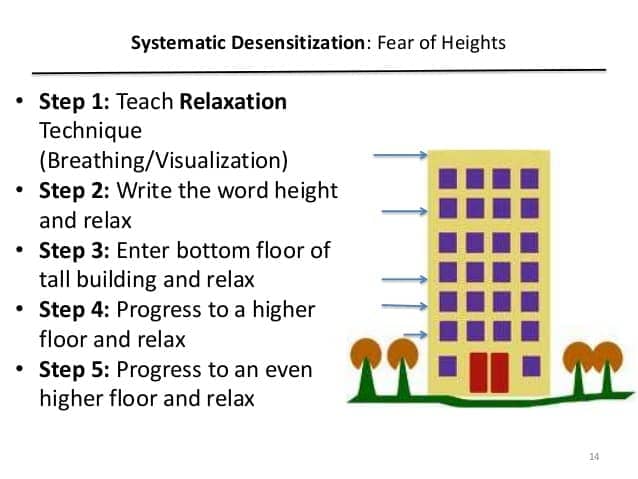 Systematic Desensitization: Fear of Heights
• Step 1: Teach Relaxation
Technique
(Breathing/Visualization)
• Step 2: Write the word height
and relax
• Step 3: Enter bottom floor of
tall building and relax
• Step 4: Progress to a higher
floor and relax
• Step 5: Progress to an even
higher floor and relax
14